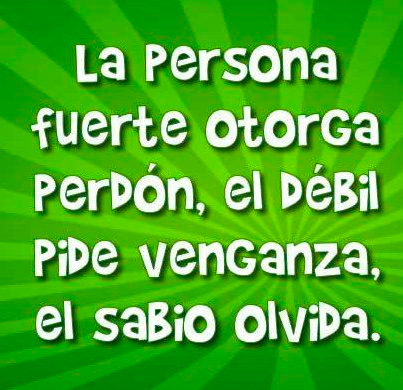 La persona
fuerte otorga
perdón, el débil
pide venganza,
el sabio olvida.